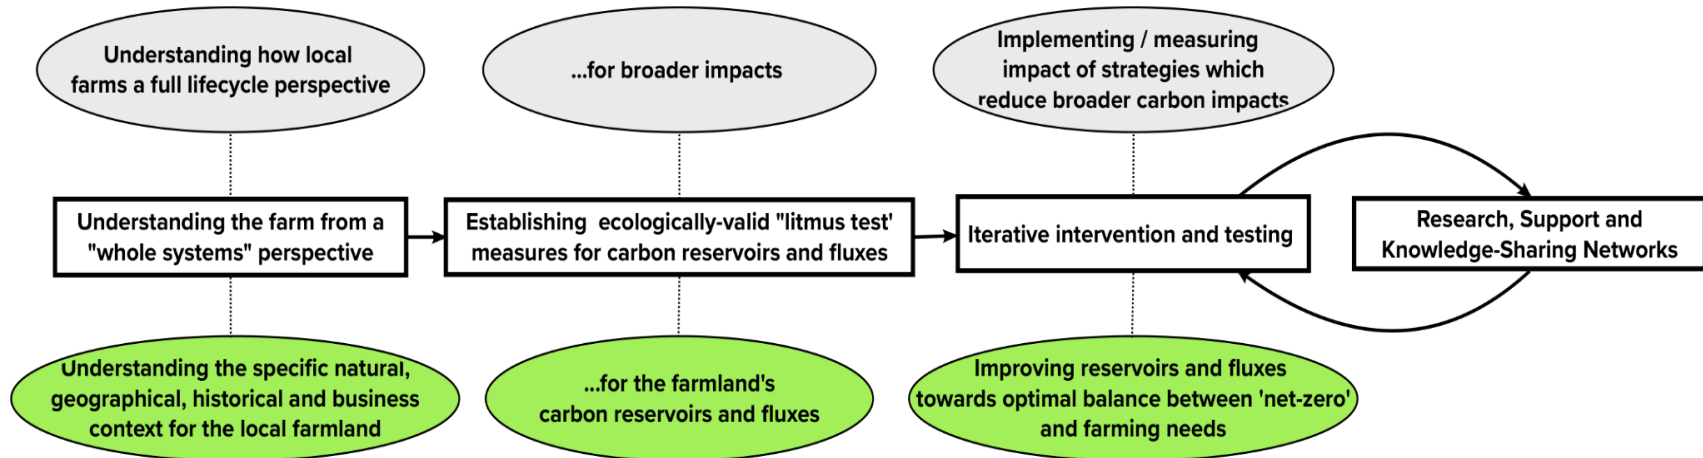 Understanding how local
farms a full lifecycle perspective
...for broader impacts
Implementing / measuring
impact of strategies which
reduce broader carbon impacts
Understanding the farm from a
"whole systems" perspective
Establishing ecologically-valid "litmus test'
measures for carbon reservoirs and fluxes
Iterative intervention and testing
Research, Support and
Knowledge-Sharing Networks
Understanding the specific natural,
geographical, historical and business
context for the local farmland
...for the farmland's
carbon reservoirs and fluxes
Improving reservoirs and fluxes
towards optimal balance between 'net-zero'
and farming needs